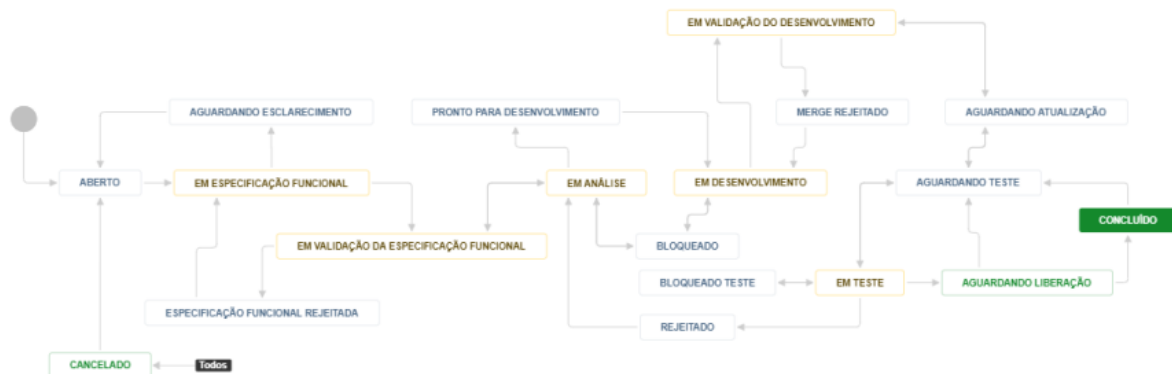 EM VALIDAÇÃO DO DESENVOLVIMENTO
AGUARDANDO ESCLARECIMENTO
PRONTO PARA DESENVOLVIMENTO
MERGE REJEITADO
AGUARDANDO ATUALIZAÇÃO
ABERTO
EM ESPECIFICAÇÃO FUNCIONAL
EM ANÁLISE
EM DESENVOLVIMENTO
AGUARDANDO TESTE
CONCLUÍDO
EM VALIDAÇÃO DA ESPECIFICAÇÃO FUNCIONAL
BLOQUEADO
BLOQUEADO TESTE
EM TESTE
AGUARDANDO LIBERAÇÃO
ESPECIFICAÇÃO FUNCIONAL REJEITADA
REJEITADO
CANCELADO
Todos